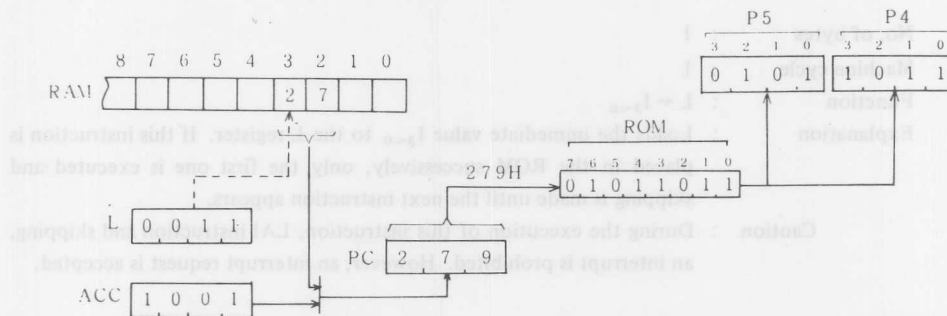 P5 P4
No. of bytes : 1
3 2 1 0 3 2 1 0
8 7 6 5 4 3 2 1 0
Machine cycle 1
0 1 0 1 1 0 1 1
RAM 2 7
Function :
Explanation : the immediate value to the L register. If this instruction is
ROM
placed in the ROM successively, only the first one is executed and
7 6 5 4 3 2 1 0
279H
0 1 0 1 1 0 1 1
skipping is made until the next instruction appears.
L 0 0 1
Caution : During the execution of this instruction, LAI instruction and skipping,
PC 2 7 9
an interrupt is prohibited. However, an interrupt request is accepted.
ACC 1 0 0 1